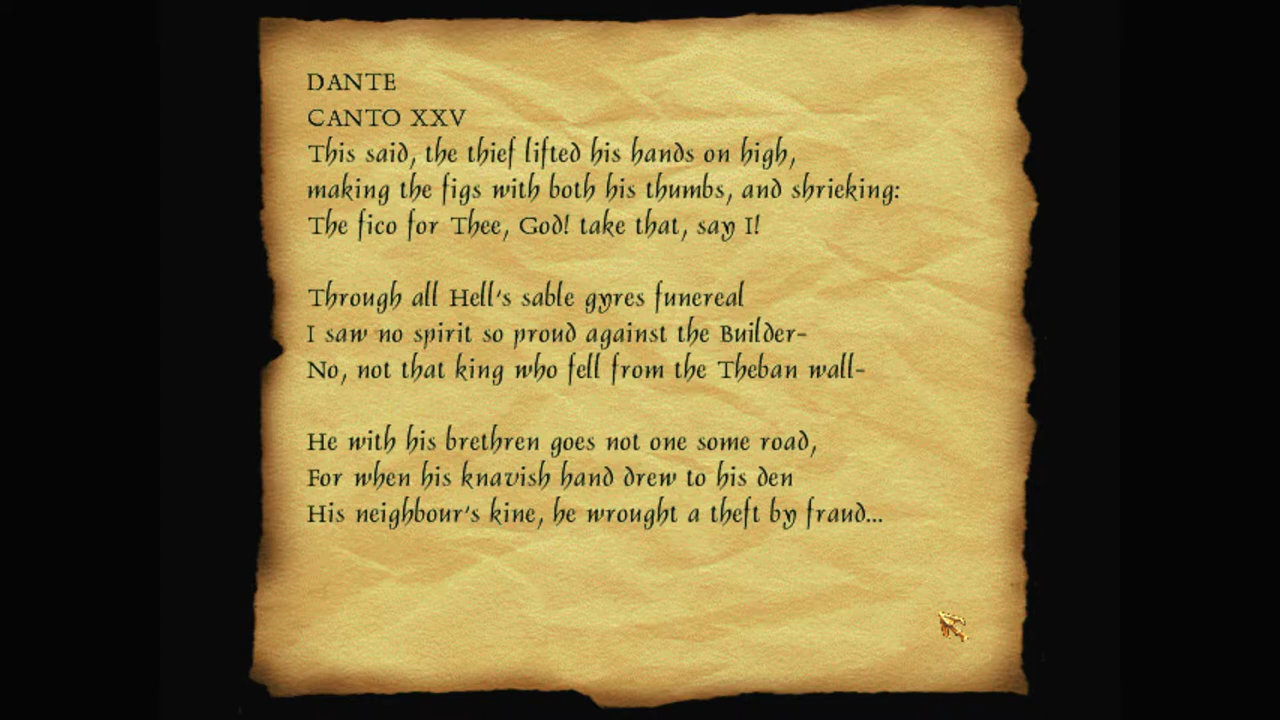 DANTE
CANTO XXV
This said, the thief lifted his hands on high,
making the figs with both his thumbs, and shrieking:
The fico for Thee, God! take that, say I!
Through all Hell's sable gyres funereal
I saw no spirit so proud against the Builder-
No, not that king who fell from the Theban wall-
He with his brethren goes not one some road,
For when his knavish hand drew to his den
His neighbour's kine, he wrought a theft by fraud...